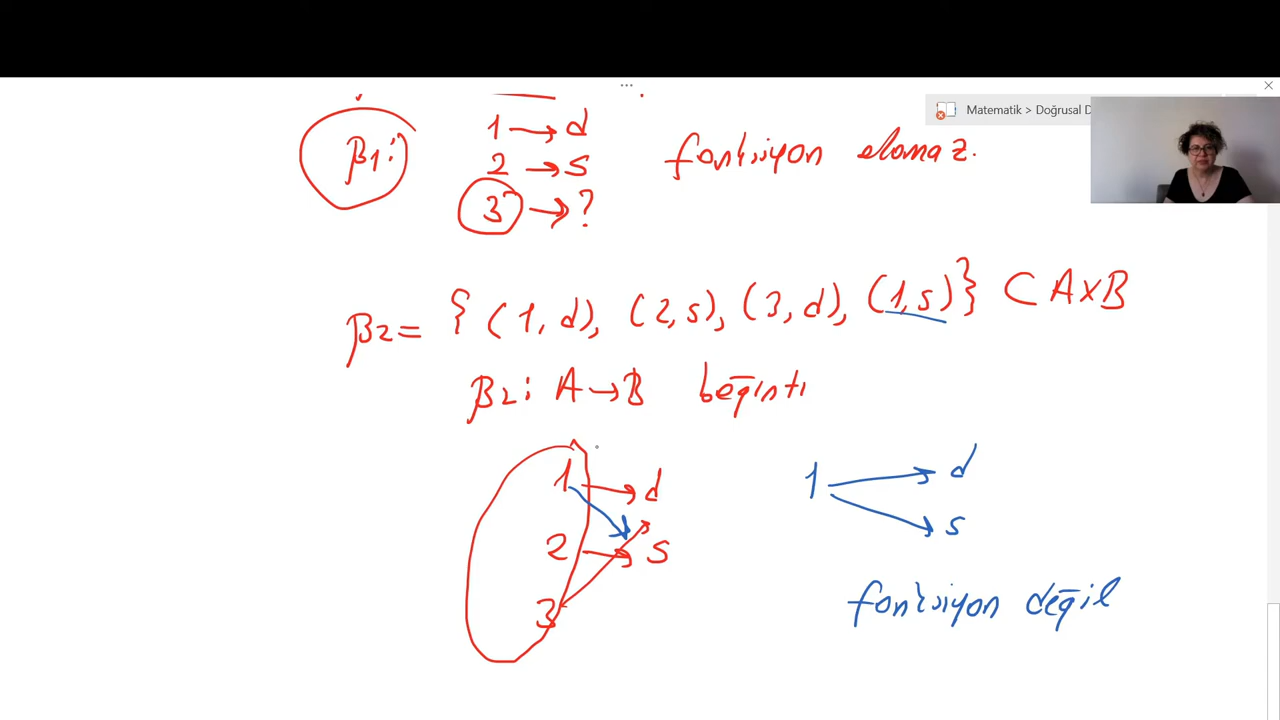 Matematik > Doğrusal D
β1: 1 → d
2 → s fonksiyon olamaz.
3 → ?
β2 = { (1, d), (2, s), (3, d), (1, s) } ⊂ A×B
β2: A → B beğintı
1 → d
2 → s
3
1 → d
s
fonksiyon değil